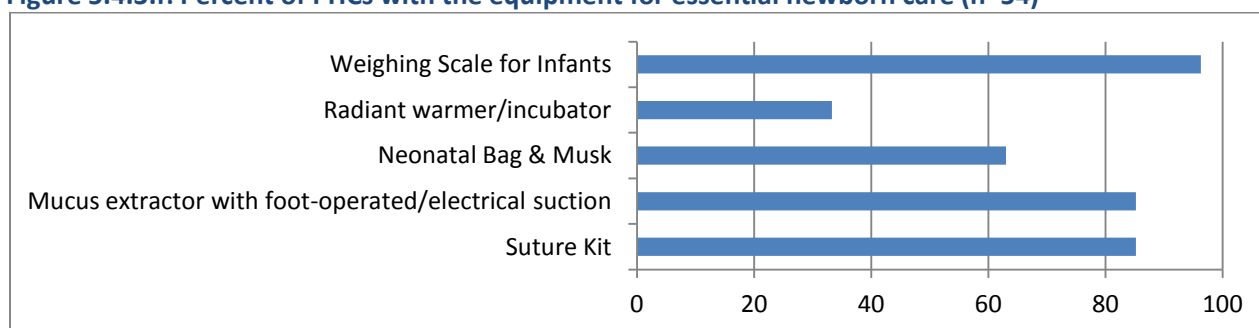 Percent of PHCs with the equipment for essential newborn care
Weighing Scale for Infants
Radiant warmer/incubator
Neonatal Bag & Musk
Mucus extractor with foot-operated/electrical suction
Suture Kit
0 20 40 60 80 100